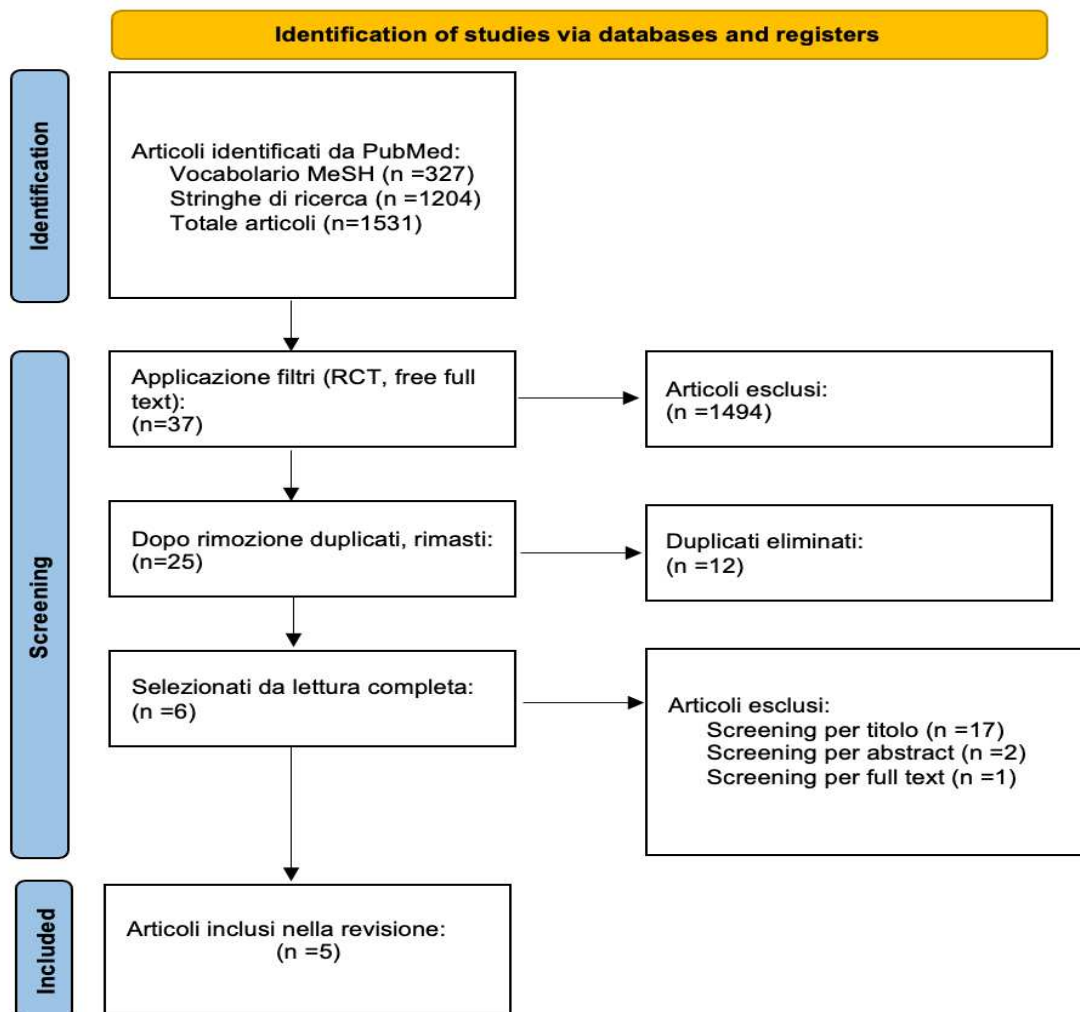 Identification of studies via databases and registers
Identification
Articoli identificati da PubMed:
Vocabolario MeSH (n =327)
Stringhe di ricerca (n =1204)
Totale articoli (n=1531)
Screening
Applicazione filtri (RCT, free full
text):
(n=37)
Articoli esclusi:
(n =1494)
Dopo rimozione duplicati, rimasti:
(n=25)
Duplicati eliminati:
(n =12)
Selezionati da lettura completa:
(n =6)
Articoli esclusi:
Screening per titolo (n =17)
Screening per abstract (n =2)
Screening per full text (n =1)
Included
Articoli inclusi nella revisione:
(n =5)